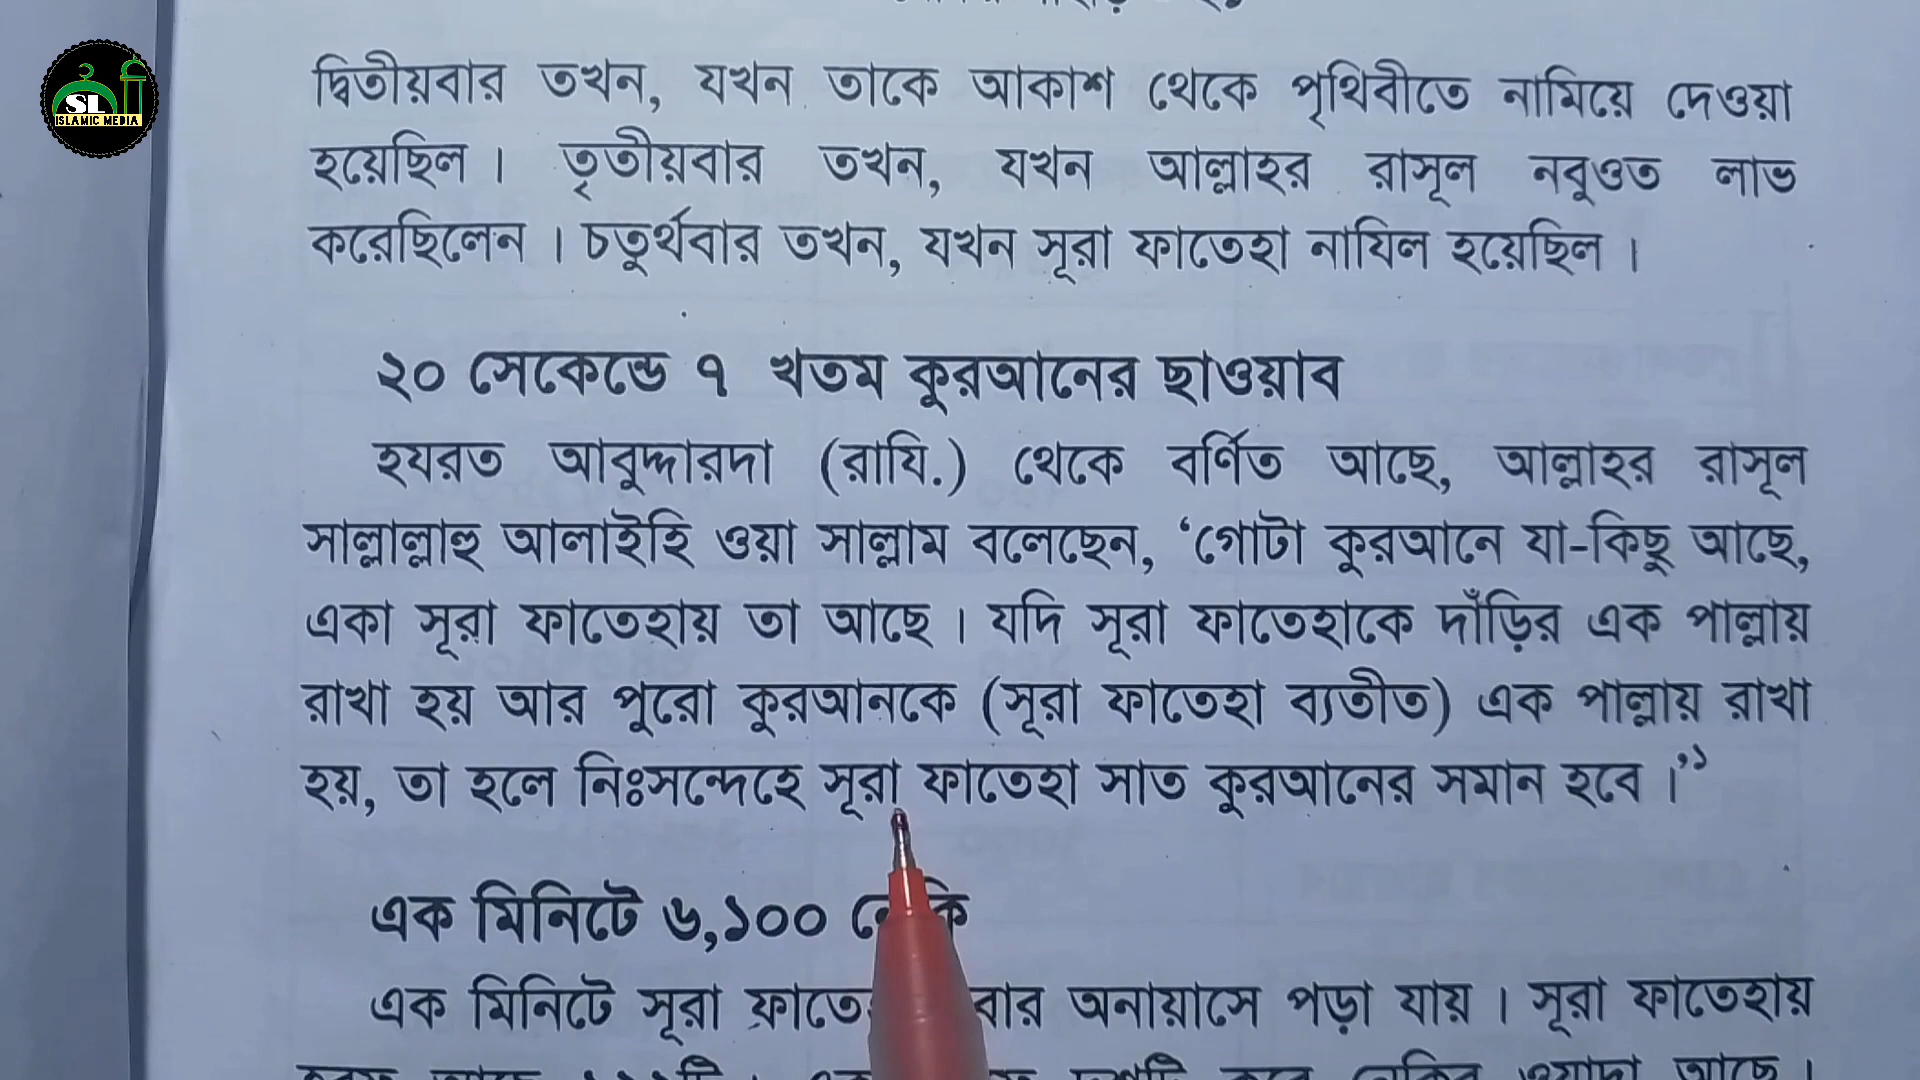 SL
ISLAMIC MEDIA
দ্বিতীয়বার তখন, যখন তাকে আকাশ থেকে পৃথিবীতে নামিয়ে দেওয়া
হয়েছিল। তৃতীয়বার তখন, যখন আল্লাহর রাসূল নবুওত লাভ
করেছিলেন। চতুর্থবার তখন, যখন সূরা ফাতেহা নাযিল হয়েছিল।
২০ সেকেন্ডে ৭ খতম কুরআনের ছাওয়াব
হযরত আবুদ্দারদা (রাযি.) থেকে বর্ণিত আছে, আল্লাহর রাসূল
সাল্লাল্লাহু আলাইহি ওয়া সাল্লাম বলেছেন, ‘গোটা কুরআনে যা-কিছু আছে,
একা সূরা ফাতেহায় তা আছে। যদি সূরা ফাতেহাকে দাঁড়ির এক পাল্লায়
রাখা হয় আর পুরো কুরআনকে (সূরা ফাতেহা ব্যতীত) এক পাল্লায় রাখা
হয়, তা হলে নিঃসন্দেহে সূরা ফাতেহা সাত কুরআনের সমান হবে।’১
এক মিনিটে ৬,১০০
এক মিনিটে সূরা বার অনায়াসে পড়া যায়। সূরা ফাতেহায়